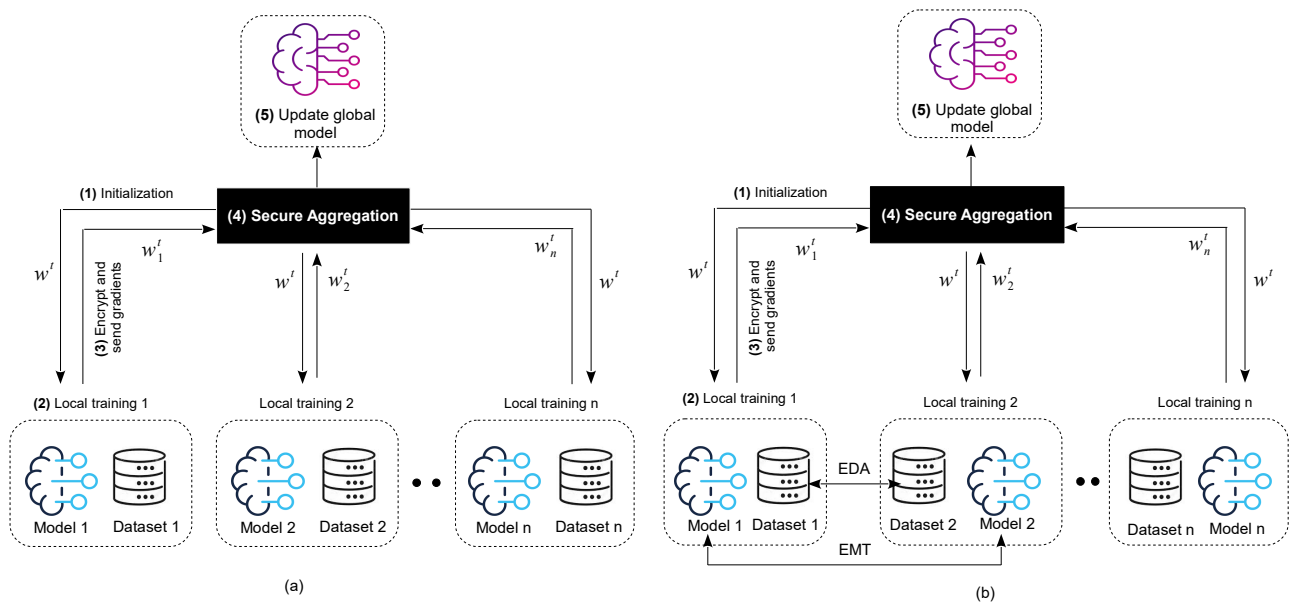 (5) Update global
model
(1) Initialization
(4) Secure Aggregation
w^t
w_1^t
(3) Encrypt and
send gradients
w^t
w_2^t
w_n^t
w^t
(2) Local training 1
Local training 2
Local training n
Model 1
Dataset 1
Model 2
Dataset 2
Model n
Dataset n
(a)
(5) Update global
model
(1) Initialization
(4) Secure Aggregation
w^t
w_1^t
(3) Encrypt and
send gradients
w^t
w_2^t
w_n^t
w^t
(2) Local training 1
Local training 2
Local training n
EDA
Model 1
Dataset 1
Dataset 2
Model 2
Dataset n
Model n
EMT
(b)